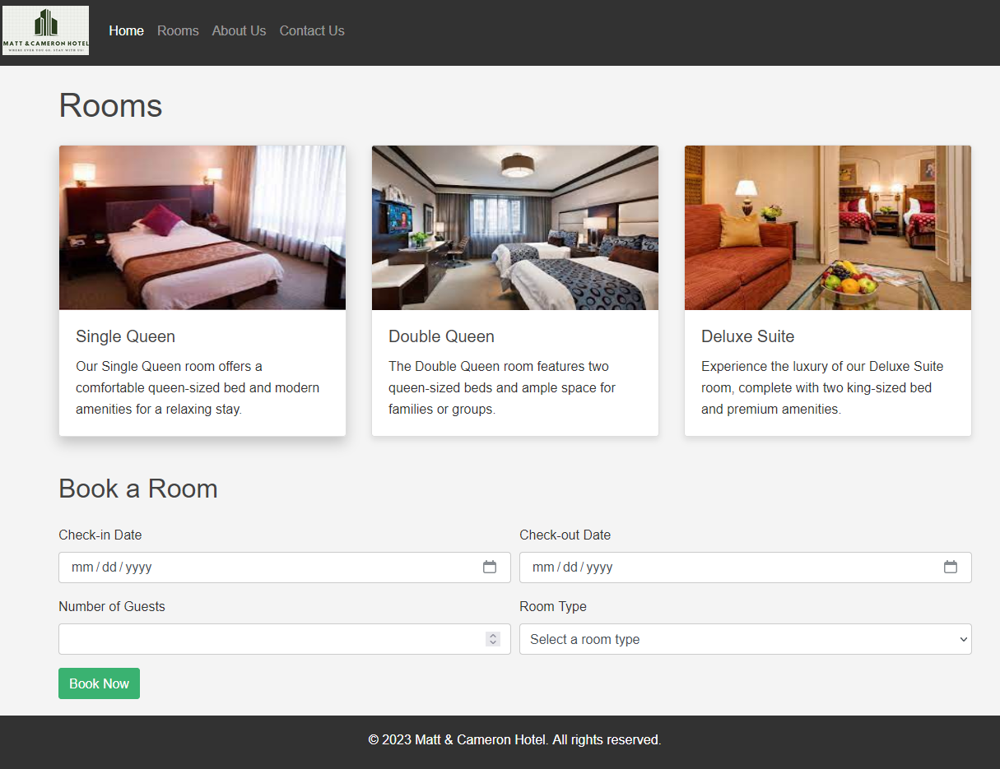 MATT & CAMERON HOTEL
WHERE EVER YOU GO, STAY WITH US!
Home Rooms About Us Contact Us
Rooms
Single Queen
Our Single Queen room offers a
comfortable queen-sized bed and modern
amenities for a relaxing stay.
Double Queen
The Double Queen room features two
queen-sized beds and ample space for
families or groups.
Deluxe Suite
Experience the luxury of our Deluxe Suite
room, complete with two king-sized bed
and premium amenities.
Book a Room
Check-in Date
mm/dd/yyyy
Check-out Date
mm/dd/yyyy
Number of Guests
Room Type
Select a room type
Book Now
© 2023 Matt & Cameron Hotel. All rights reserved.